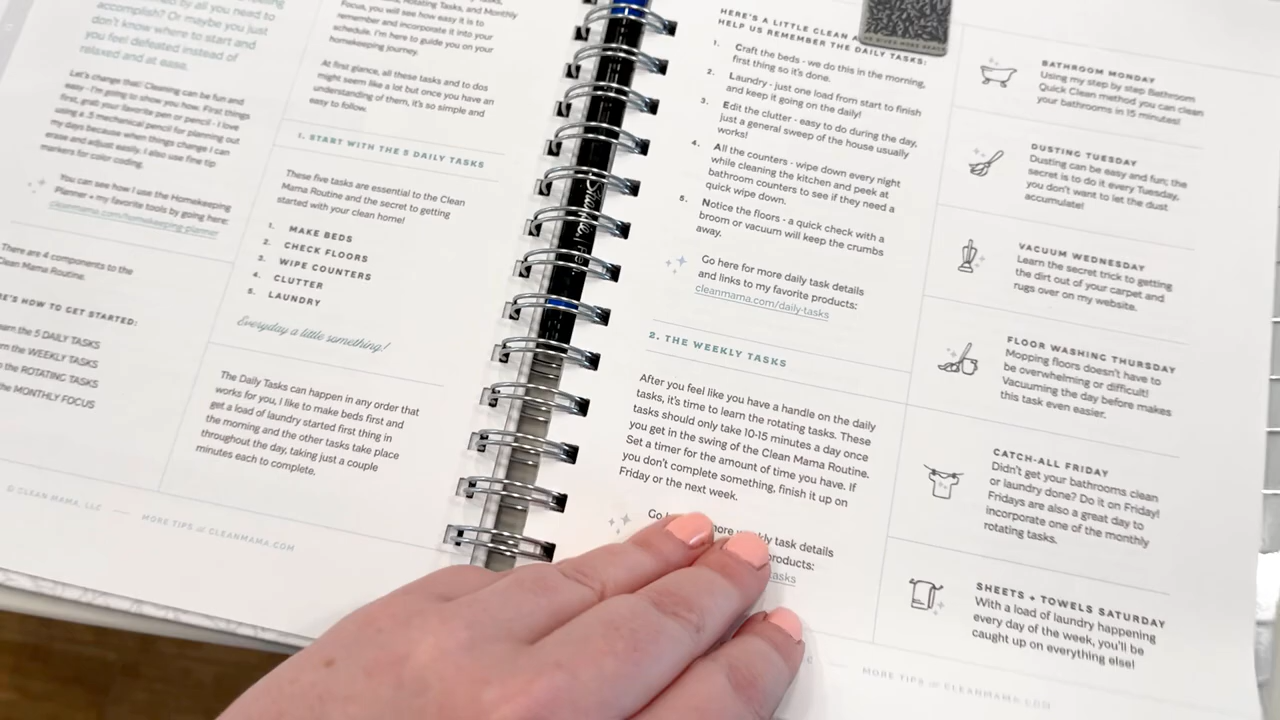 by all you need to
accomplish? Or maybe you just
don't know where to start and
you feel defeated instead of
relaxed and at ease.
Let's change that! Cleaning can be fun and
easy - I'm going to show you how. First things
first, grab your favorite pen or pencil - I love
using a .5 mechanical pencil for planning out
my days because when things change I can
erase and adjust easily. I also use fine tip
markers for color coding.
You can see how I use the Homekeeping
Planner + my favorite tools by going here:
cleanmama.com/homekeeping-planner
There are 4 components to the
Clean Mama Routine.
HOW TO GET STARTED:
the 5 DAILY TASKS
the WEEKLY TASKS
the ROTATING TASKS
the MONTHLY FOCUS
© CLEAN MAMA, LLC — MORE TIPS at CLEANMAMA.COM
Rotating Tasks, and Monthly
Focus, you will see how easy it is to
remember and incorporate it into your
schedule. I'm here to guide you on your
homekeeping journey.
At first glance, all these tasks and to dos
might seem like a lot but once you have an
understanding of them, it's so simple and
easy to follow.
1. START WITH THE 5 DAILY TASKS
These five tasks are essential to the Clean
Mama Routine and the secret to getting
started with your clean home!
1. MAKE BEDS
2. CHECK FLOORS
3. WIPE COUNTERS
4. CLUTTER
5. LAUNDRY
Everyday a little something!
The Daily Tasks can happen in any order that
works for you, I like to make beds first and
get a load of laundry started first thing in
the morning and the other tasks take place
throughout the day, taking just a couple
minutes each to complete.
HERE'S A LITTLE CLEAN
HELP US REMEMBER THE DAILY TASKS:
1. Craft the beds - we do this in the morning,
first thing so it's done.
2. Laundry - just one load from start to finish
and keep it going on the daily!
3. Edit the clutter - easy to do during the day,
just a general sweep of the house usually
works!
4. All the counters - wipe down every night
while cleaning the kitchen and peek at
bathroom counters to see if they need a
quick wipe down.
5. Notice the floors - a quick check with a
broom or vacuum will keep the crumbs
away.
Go here for more daily task details
and links to my favorite products:
cleanmama.com/daily-tasks
2. THE WEEKLY TASKS
After you feel like you have a handle on the daily
tasks, it's time to learn the rotating tasks. These
tasks should only take 10-15 minutes a day once
you get in the swing of the Clean Mama Routine.
Set a timer for the amount of time you have. If
you don't complete something, finish it up on
Friday or the next week.
Go more weekly task details
products:
tasks
BATHROOM MONDAY
Using my step by step Bathroom
Quick Clean method you can clean
your bathrooms in 15 minutes!
DUSTING TUESDAY
Dusting can be easy and fun; the
secret is to do it every Tuesday,
you don't want to let the dust
accumulate!
VACUUM WEDNESDAY
Learn the secret trick to getting
the dirt out of your carpet and
rugs over on my website.
FLOOR WASHING THURSDAY
Mopping floors doesn't have to
be overwhelming or difficult!
Vacuuming the day before makes
this task even easier.
CATCH-ALL FRIDAY
Didn't get your bathrooms clean
or laundry done? Do it on Friday!
Fridays are also a great day to
incorporate one of the monthly
rotating tasks.
SHEETS + TOWELS SATURDAY
With a load of laundry happening
every day of the week, you'll be
caught up on everything else!
MORE TIPS at CLEANMAMA.COM